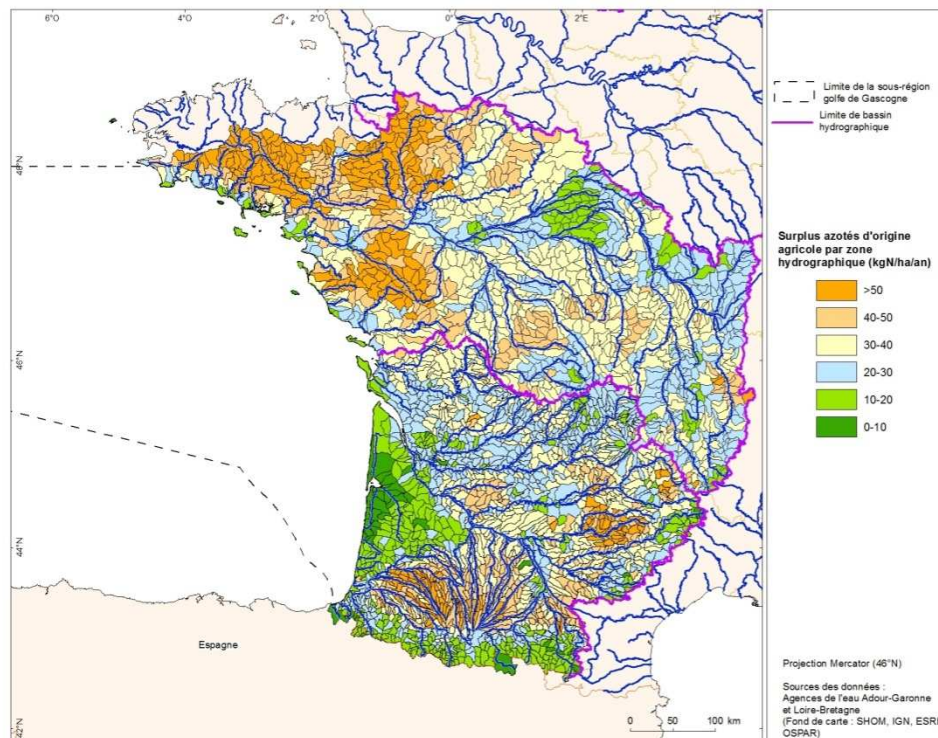 6°O
4°O
2°O
0°
2°E
4°E
48°N
46°N
44°N
42°N
Espagne
0 50 100 km
Limite de la sous-région
golfe de Gascogne
Limite de bassin
hydrographique
Surplus azotés d'origine
agricole par zone
hydrographique (kgN/ha/an)
>50
40-50
30-40
20-30
10-20
0-10
Projection Mercator (46°N)
Sources des données :
Agences de l'eau Adour-Garonne
et Loire-Bretagne
(Fond de carte : SHOM, IGN, ESRI
OSPAR)